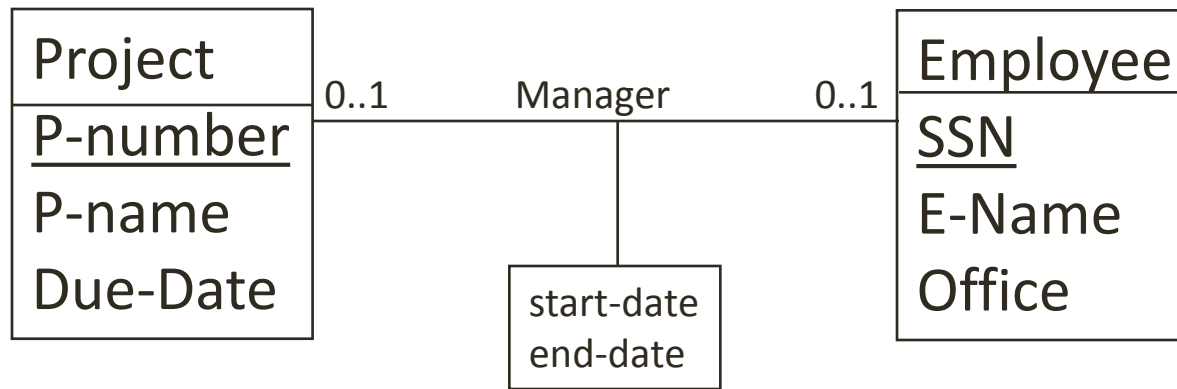 Project
P-number
P-name
Due-Date
0..1
Manager
0..1
start-date
end-date
Employee
SSN
E-Name
Office